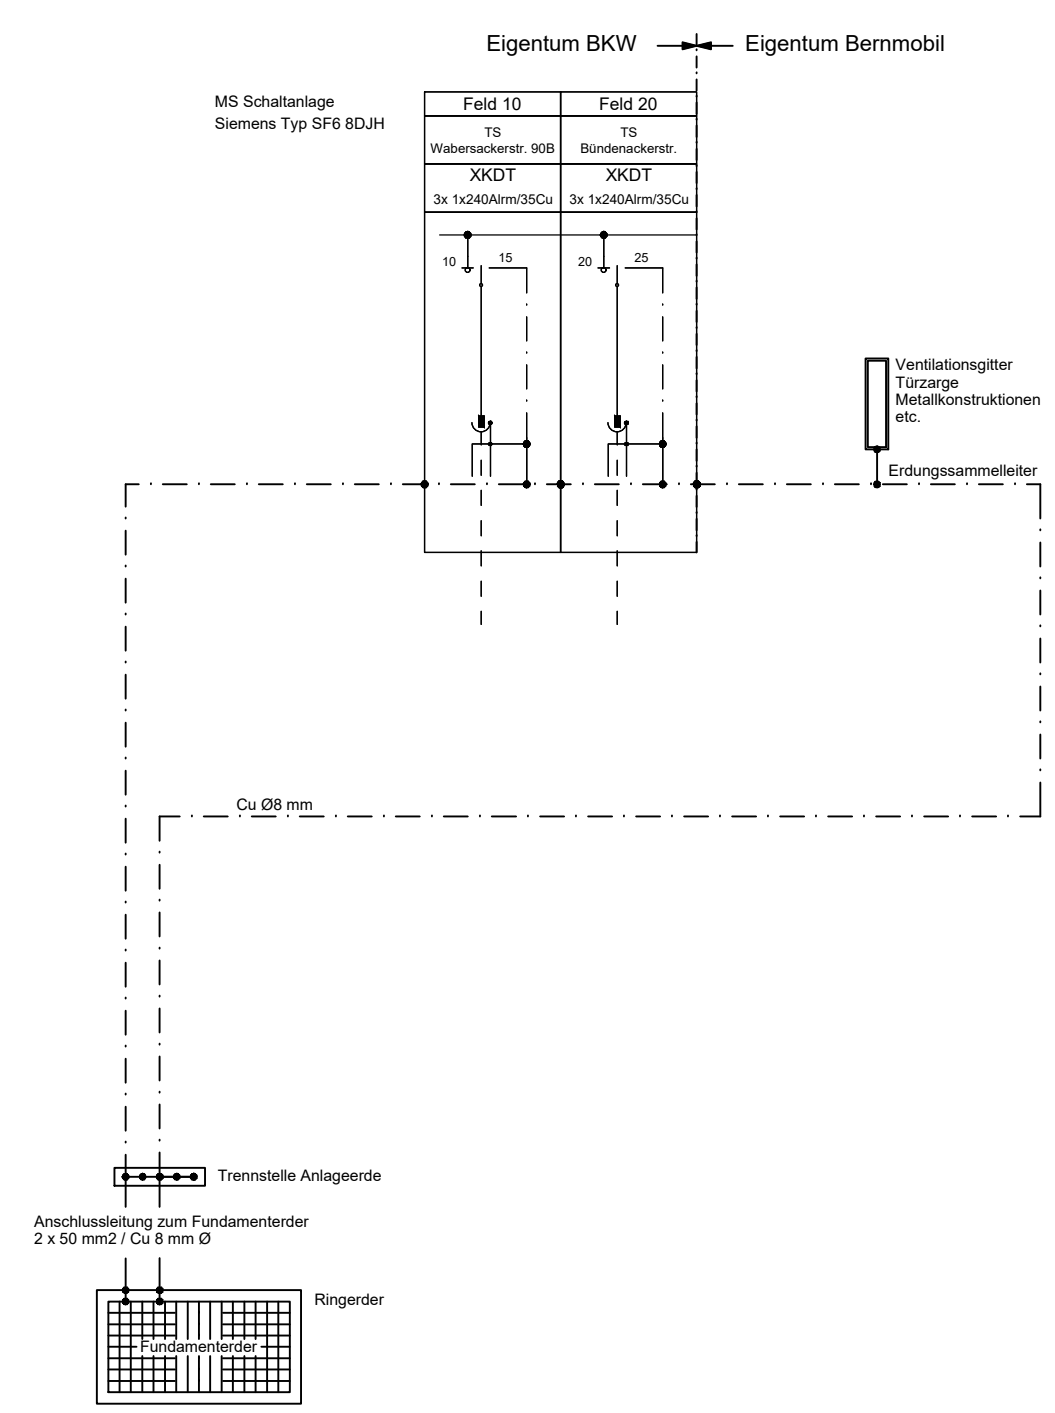 Eigentum BKW
Eigentum Bernmobil
MS Schaltanlage
Siemens Typ SF6 8DJH
Feld 10
Feld 20
TS
Wabersackerstr. 90B
TS
Bündenackerstr.
XKDT
XKDT
3x 1x240Alrm/35Cu
3x 1x240Alrm/35Cu
10
15
20
25
Ventilationsgitter
Türzarge
Metallkonstruktionen
etc.
Erdungssammelleiter
Cu Ø8 mm
Trennstelle Anlageerde
Anschlussleitung zum Fundamenterder
2 x 50 mm2 / Cu 8 mm Ø
Ringerder
Fundamenterder